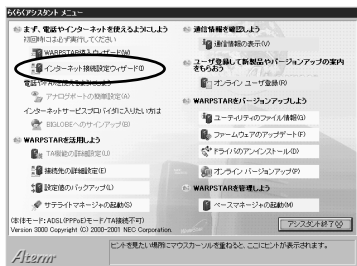 らくらくアシスタント メニュー
まず、電話やインターネットを使えるようにしよう
初回時には必ず実行してください
WARPSTAR導入ウィザード(W)
インターネット接続設定ウィザード(I)
アナログポートの簡単設定(A)
インターネットサービスプロバイダに入りたい方は
BIGLOBEへのサインアップ(B)
WARPSTARを活用しよう
TA機能の詳細設定(U)
接続先の詳細設定(E)
設定値のバックアップ(L)
サテライトマネージャの起動(S)
(本体モード:ADSL(PPPoE)モード/TA接続不可)
Version 3000 Copyright (C) 2000-2001 NEC Corporation.
通信情報を確認しよう
通信情報の表示(V)
ユーザ登録して新製品やバージョンアップの案内をもらおう
オンライン ユーザ登録(R)
WARPSTARをバージョンアップしよう
ユーティリティのファイル情報(G)
ファームウェアのアップデート(F)
ドライバのアンインストール(D)
オンライン バージョンアップ(P)
WARPSTARを管理しよう
ベースマネージャの起動(M)
アシスタント終了(X)
Aterm
ヒントを見たい場所にマウスカーソルを重ねると、ここにヒントが表示されます。